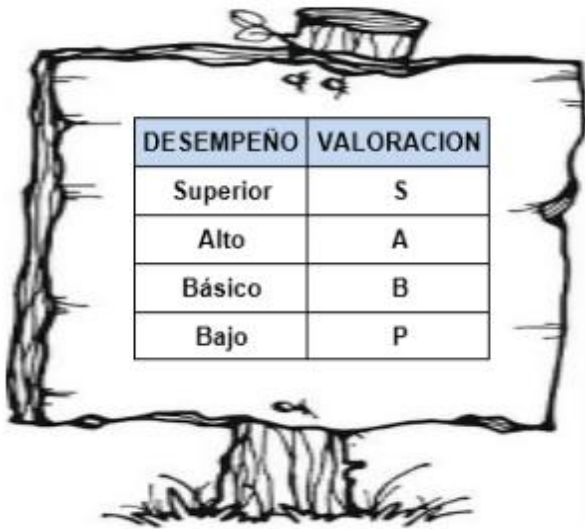 DESEMPEÑO VALORACION
Superior S
Alto A
Básico B
Bajo P